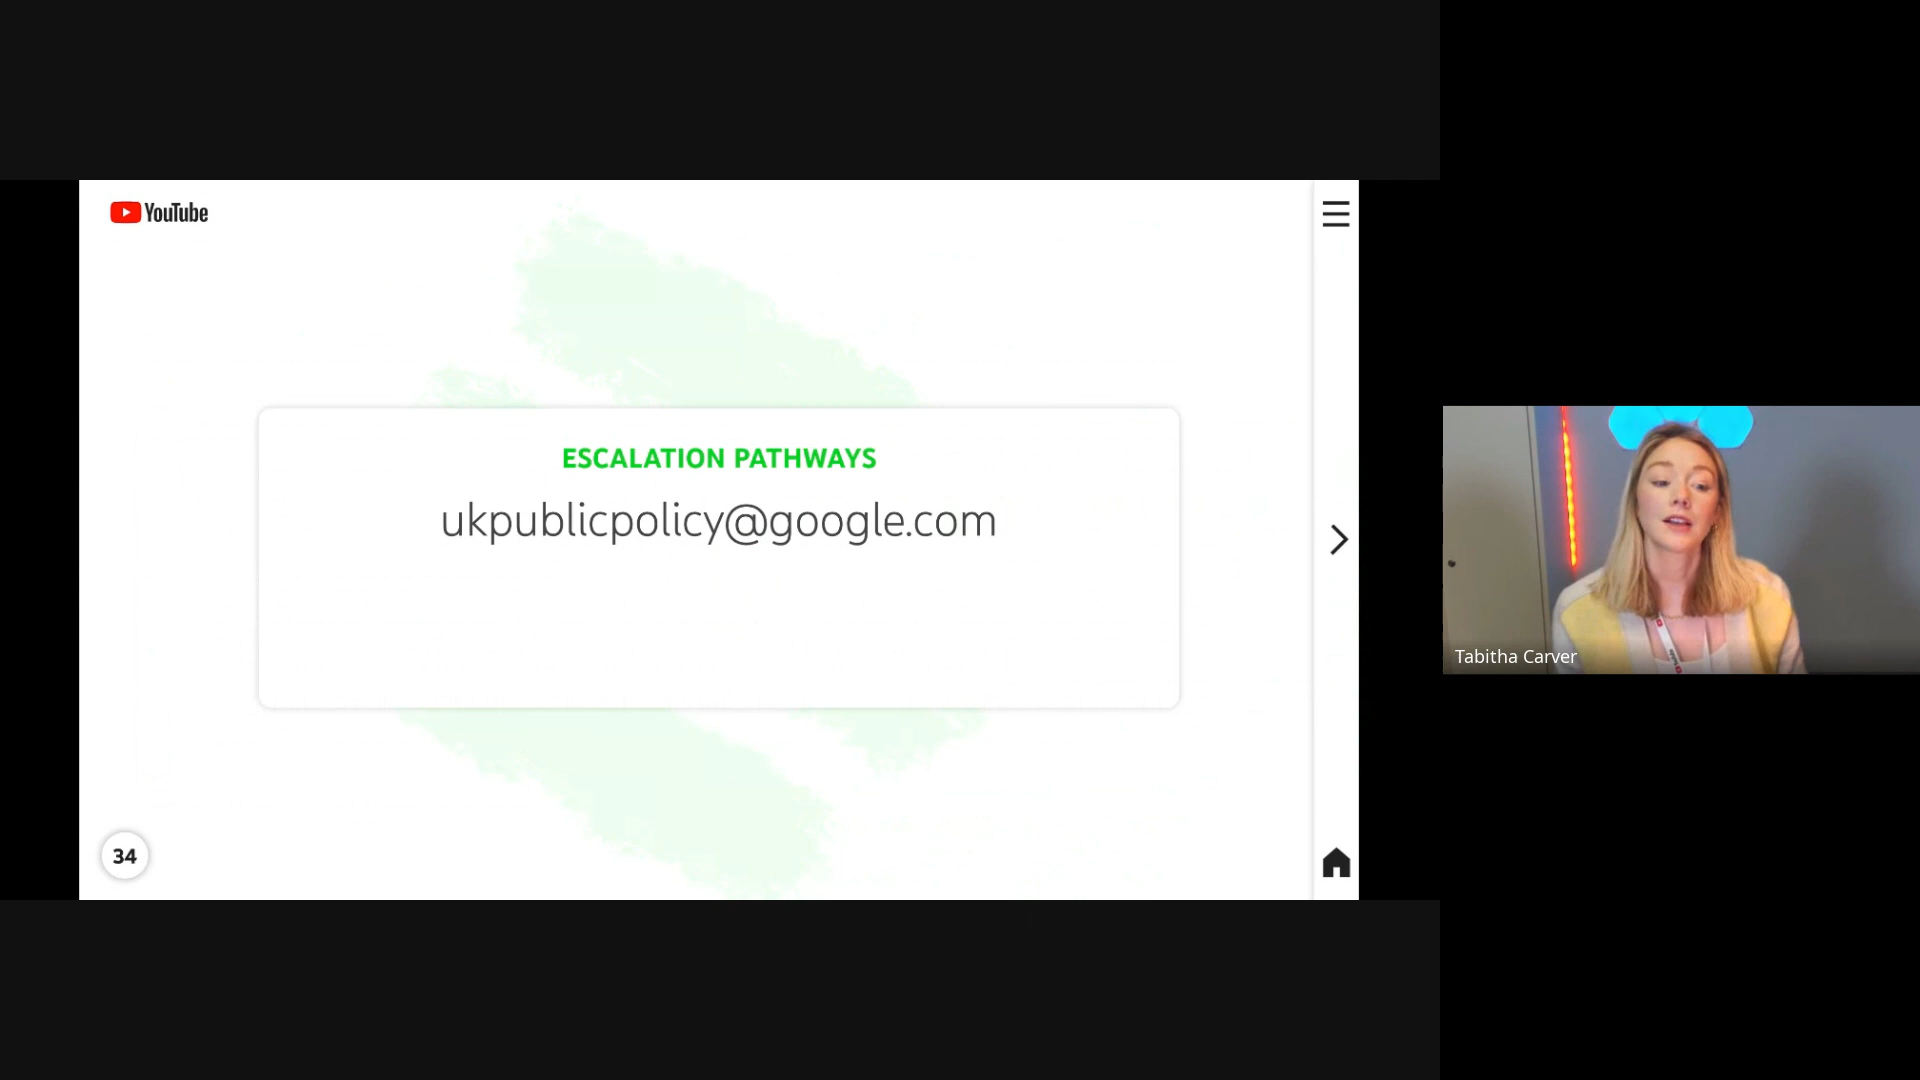 YouTube
ESCALATION PATHWAYS
ukpublicpolicy@google.com
34
Tabitha Carver